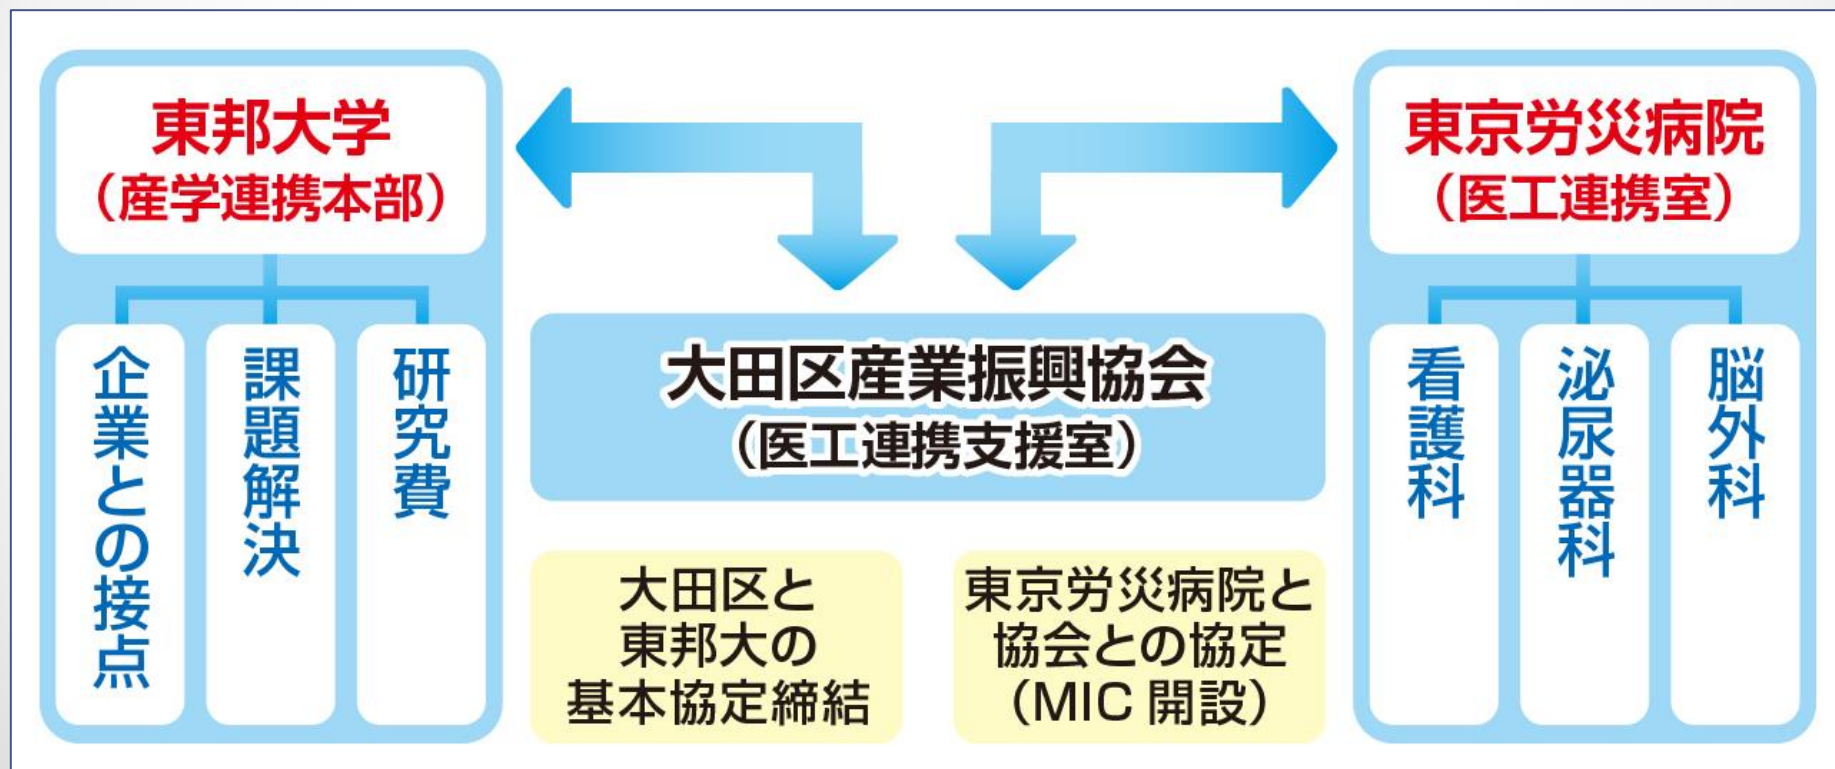 東邦大学
（産学連携本部）
企業との接点
課題解決
研究費
大田区産業振興協会
（医工連携支援室）
大田区と
東邦大の
基本協定締結
東京労災病院と
協会との協定
（MIC 開設）
東京労災病院
（医工連携室）
看護科
泌尿器科
脳外科